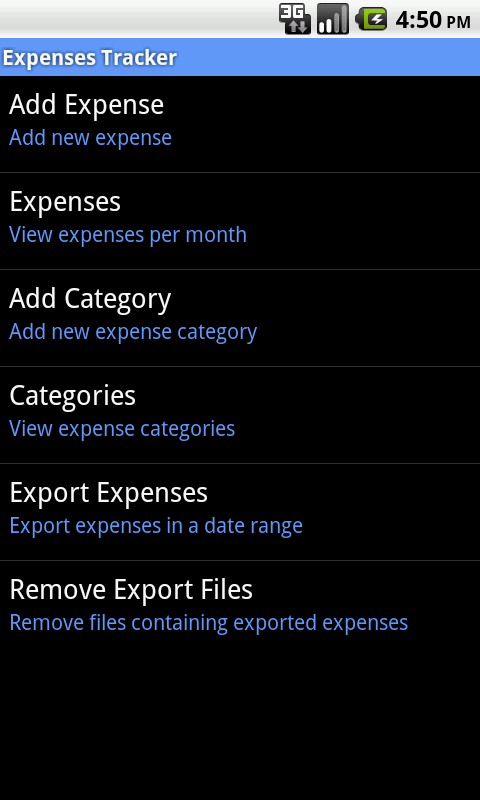 3G 4:50 PM
Expenses Tracker
Add Expense
Add new expense
Expenses
View expenses per month
Add Category
Add new expense category
Categories
View expense categories
Export Expenses
Export expenses in a date range
Remove Export Files
Remove files containing exported expenses